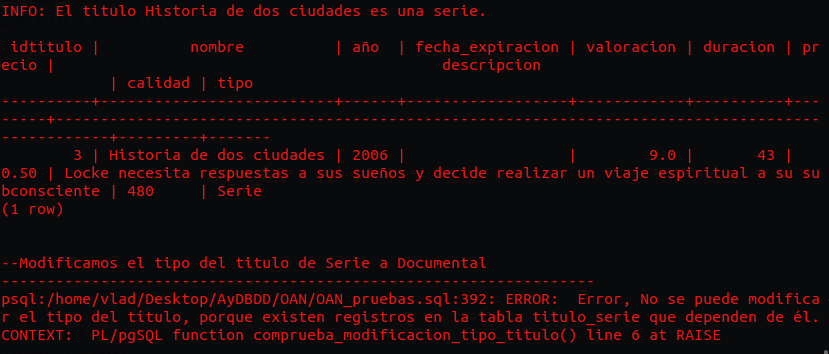 INFO: El titulo Historia de dos ciudades es una serie.
 idtitulo |          nombre          | año  | fecha_expiracion | valoracion | duracion | pr
ecio |                                           descripcion
            | calidad | tipo
----------+--------------------------+------+------------------+------------+----------+---
-----+-------------------------------------------------------------------------------------
------------+---------+-------
        3 | Historia de dos ciudades | 2006 |                  |        9.0 |       43 |
0.50 | Locke necesita respuestas a sus sueños y decide realizar un viaje espiritual a su su
bconsciente | 480     | Serie
(1 row)
--Modificamos el tipo del titulo de Serie a Documental
------------------------------------------------------------------
psql:/home/vlad/Desktop/AyDBDD/OAN/OAN_pruebas.sql:392: ERROR:  Error, No se puede modifica
r el tipo del título, porque existen registros en la tabla titulo_serie que dependen de él.
CONTEXT:  PL/pgSQL function comprueba_modificacion_tipo_titulo() line 6 at RAISE